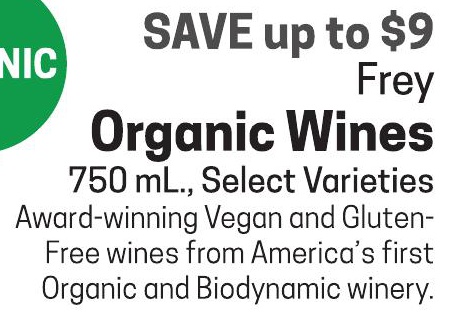 NIC
SAVE up to $9
Frey
Organic Wines
750 mL., Select Varieties
Award-winning Vegan and Gluten-
Free wines from America's first
Organic and Biodynamic winery.